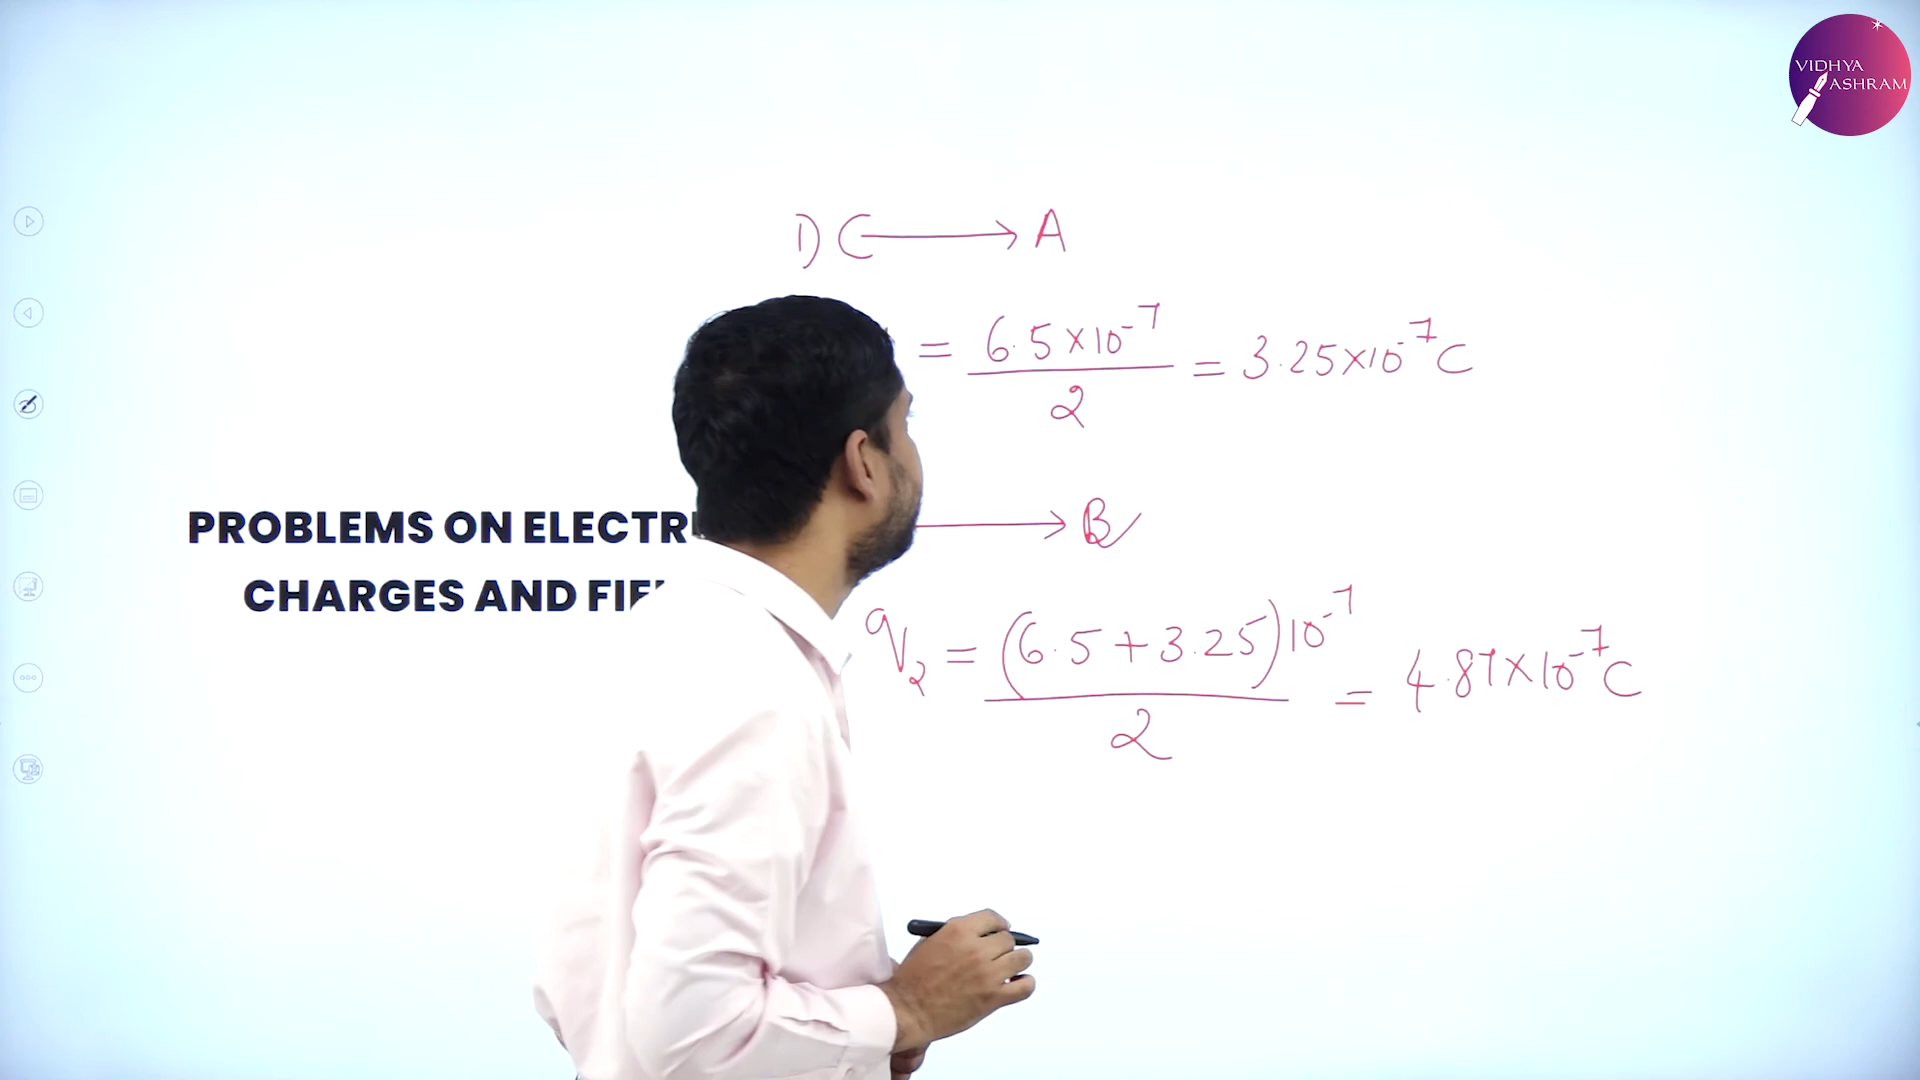 VIDHYA
ASHRAM
1) C → A
= 6.5×10⁻⁷ / 2 = 3.25×10⁻⁷ C
PROBLEMS ON ELECTRI
CHARGES AND FIE
→ B
q₂ = (6.5+3.25)10⁻⁷ / 2 = 4.87×10⁻⁷ C